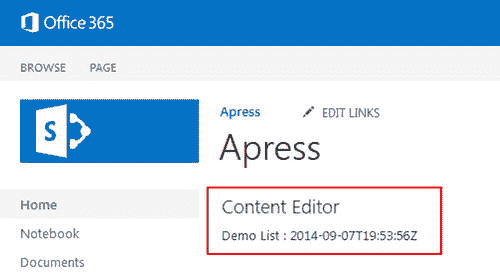 Office 365
BROWSE PAGE
S
Apress EDIT LINKS
Apress
Home
Content Editor
Notebook
Demo List : 2014-09-07T19:53:56Z
Documents